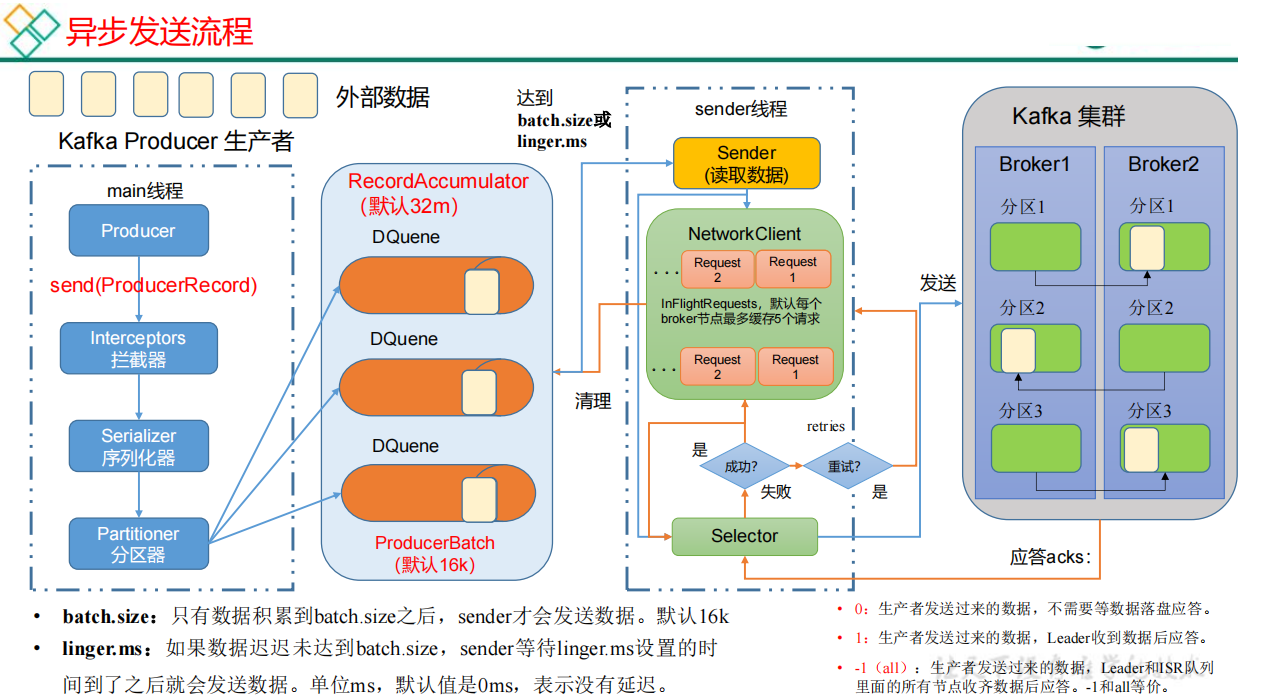 异步发送流程
外部数据
Kafka Producer 生产者
main线程
Producer
send(ProducerRecord)
Interceptors
拦截器
Serializer
序列化器
Partitioner
分区器
RecordAccumulator
（默认32m）
DQuene
DQuene
DQuene
ProducerBatch
（默认16k）
达到
batch.size或
linger.ms
sender线程
Sender
(读取数据)
NetworkClient
...
Request
2
Request
1
InFlightRequests，默认每个
broker节点最多缓存5个请求
...
Request
2
Request
1
清理
retries
是
成功?
失败
重试?
是
Selector
发送
Kafka 集群
Broker1
Broker2
分区1
分区1
分区2
分区2
分区3
分区3
应答acks：
• batch.size：只有数据积累到batch.size之后，sender才会发送数据。默认16k
• linger.ms：如果数据迟迟未达到batch.size，sender等待linger.ms设置的时
间到了之后就会发送数据。单位ms，默认值是0ms，表示没有延迟。
• 0：生产者发送过来的数据，不需要等数据落盘应答。
• 1：生产者发送过来的数据，Leader收到数据后应答。
• -1（all）：生产者发送过来的数据，Leader和ISR队列
里面的所有节点收齐数据后应答。-1和all等价。